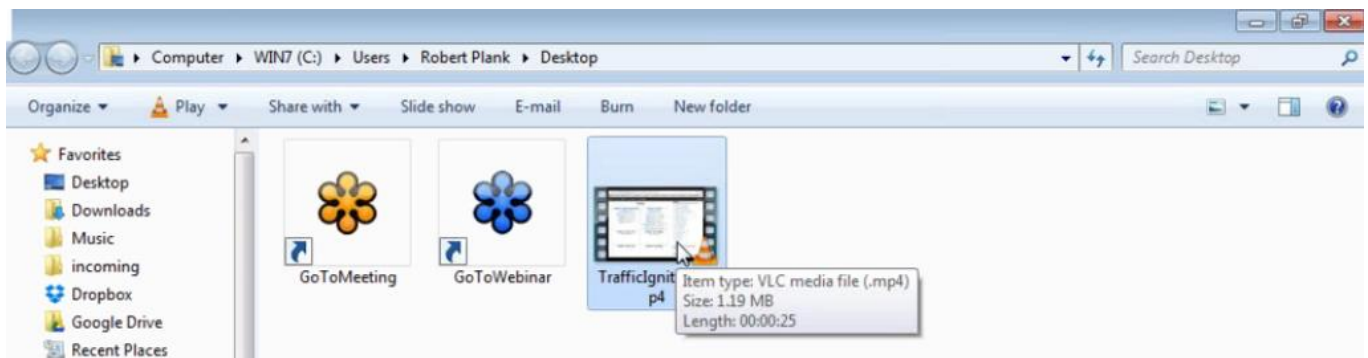 Computer ▸ WIN7 (C:) ▸ Users ▸ Robert Plank ▸ Desktop
Search Desktop
Organize Play Share with Slide show E-mail Burn New folder
Favorites
Desktop
Downloads
Music
incoming
Dropbox
Google Drive
Recent Places
GoToMeeting
GoToWebinar
TrafficIgnit
p4
Item type: VLC media file (.mp4)
Size: 1.19 MB
Length: 00:00:25